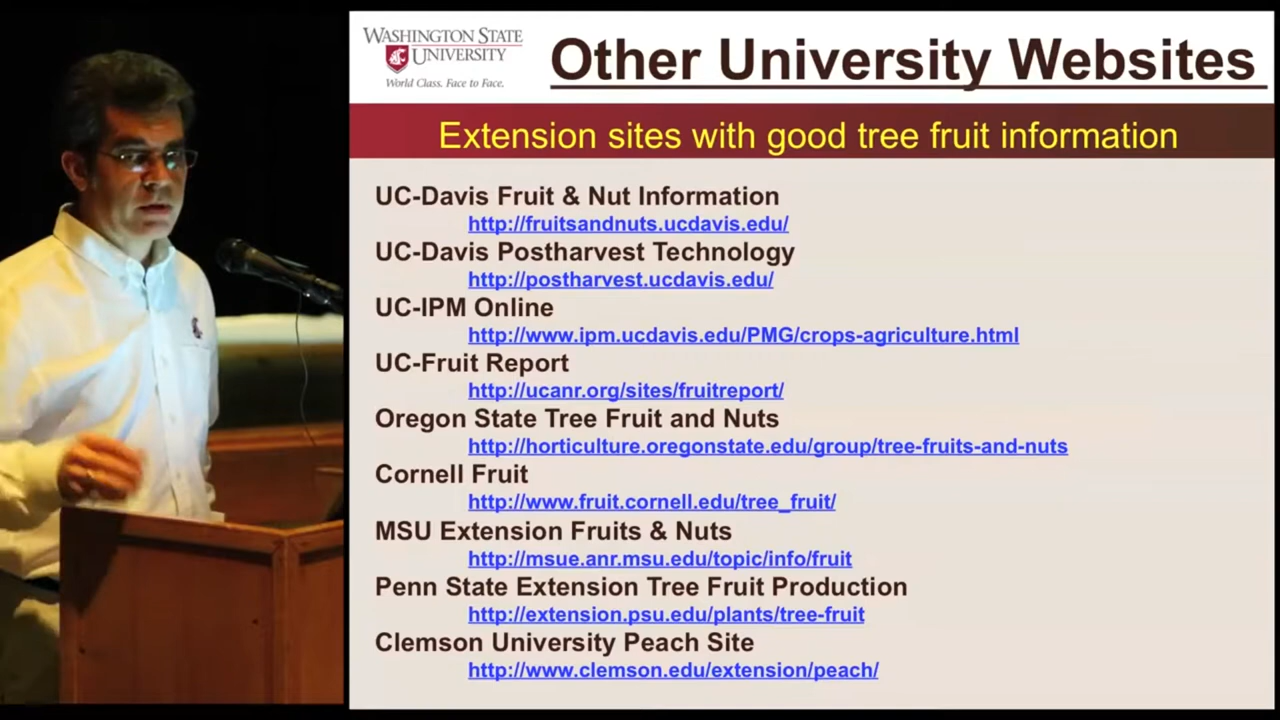 WASHINGTON STATE
UNIVERSITY
World Class. Face to Face.
Other University Websites
Extension sites with good tree fruit information
UC-Davis Fruit & Nut Information
http://fruitsandnuts.ucdavis.edu/
UC-Davis Postharvest Technology
http://postharvest.ucdavis.edu/
UC-IPM Online
http://www.ipm.ucdavis.edu/PMG/crops-agriculture.html
UC-Fruit Report
http://ucanr.org/sites/fruitreport/
Oregon State Tree Fruit and Nuts
http://horticulture.oregonstate.edu/group/tree-fruits-and-nuts
Cornell Fruit
http://www.fruit.cornell.edu/tree_fruit/
MSU Extension Fruits & Nuts
http://msue.anr.msu.edu/topic/info/fruit
Penn State Extension Tree Fruit Production
http://extension.psu.edu/plants/tree-fruit
Clemson University Peach Site
http://www.clemson.edu/extension/peach/